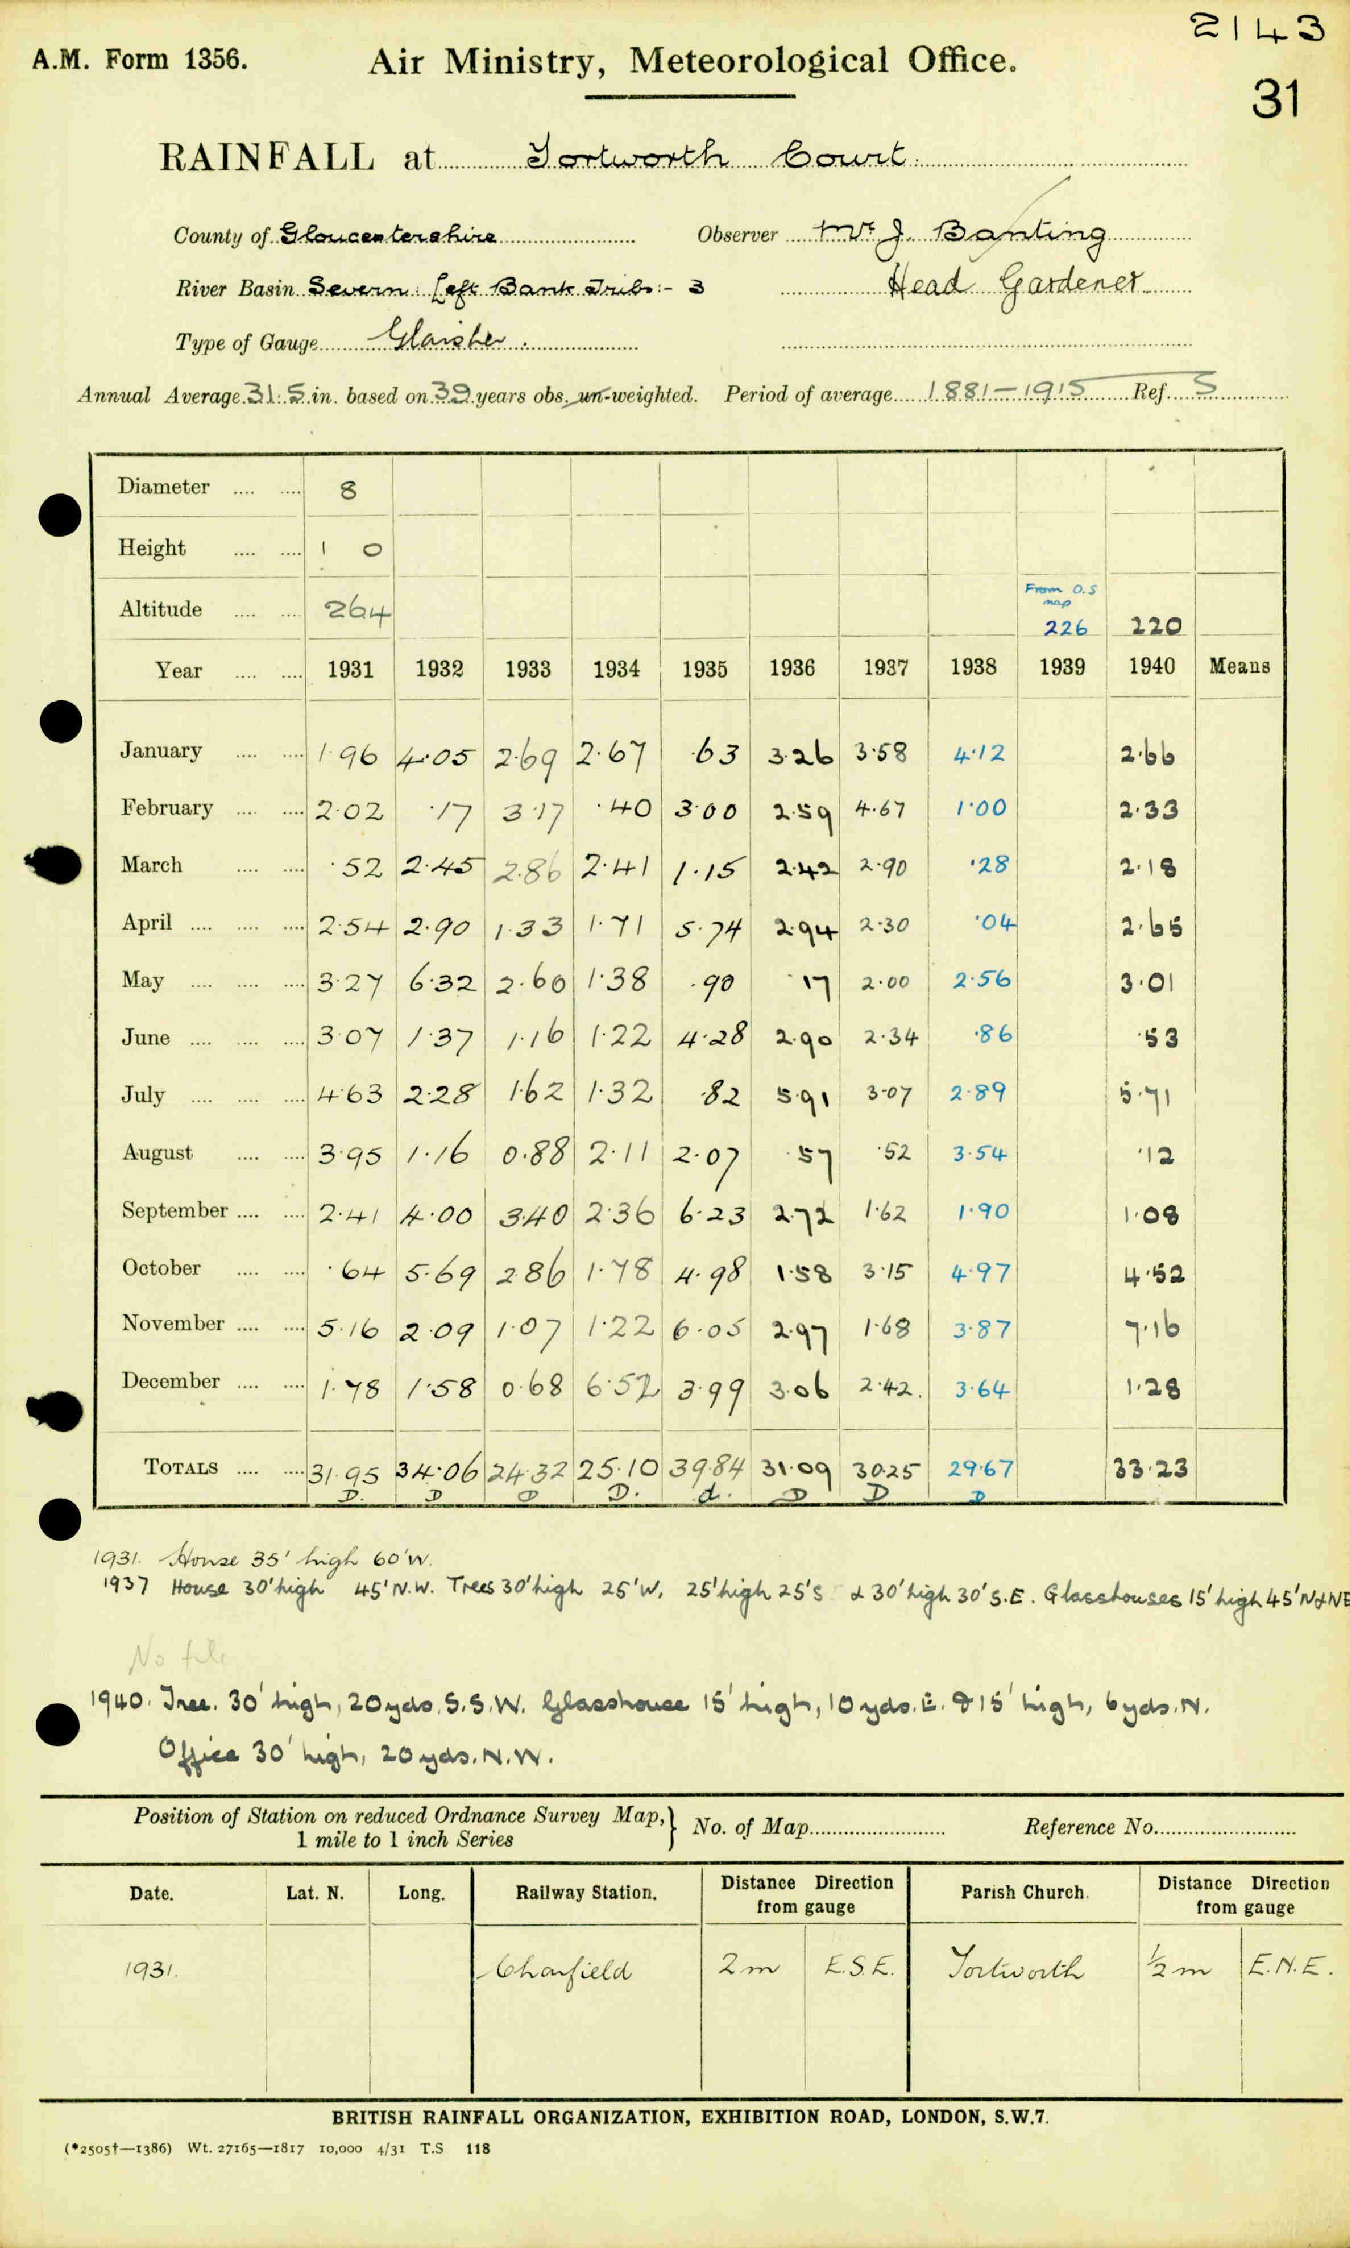 2143
A.M. Form 1356. Air Ministry, Meteorological Office.
31
RAINFALL at Tortworth Court.
County of Gloucestershire Observer Mr. J. Banting
River Basin Severn: Left Bank Tribs:- 3 Head Gardener
Type of Gauge Glaisher.
Annual Average 31.5 in. based on 39 years obs. un-weighted. Period of average 1881-1915 Ref. S
Diameter .... .... 8
Height .... .... 1 0
From O.S
map
Altitude .... .... 264 226 220
Year .... .... 1931 1932 1933 1934 1935 1936 1937 1938 1939 1940 Means
January .... .... 1.96 4.05 2.69 2.67 .63 3.26 3.58 4.12 2.66
February .... .... 2.02 .17 3.17 .40 3.00 2.59 4.67 1.00 2.33
March .... .... .52 2.45 2.86 2.41 1.15 2.42 2.90 .28 2.18
April .... .... .... 2.54 2.90 1.33 1.71 5.74 2.94 2.30 .04 2.65
May .... .... .... 3.27 6.32 2.60 1.38 .90 .17 2.00 2.56 3.01
June .... .... .... 3.07 1.37 1.16 1.22 4.28 2.90 2.34 .86 .53
July .... .... .... 4.63 2.28 1.62 1.32 .82 5.91 3.07 2.89 5.71
August .... .... 3.95 1.16 0.88 2.11 2.07 .57 .52 3.54 .12
September .... .... 2.41 4.00 3.40 2.36 6.23 2.72 1.62 1.90 1.08
October .... .... .64 5.69 2.86 1.78 4.98 1.58 3.15 4.97 4.52
November .... .... 5.16 2.09 1.07 1.22 6.05 2.97 1.68 3.87 7.16
December .... .... 1.78 1.58 0.68 6.52 3.99 3.06 2.42. 3.64 1.28
TOTALS .... .... 31.95 34.06 24.32 25.10 39.84 31.09 30.25 29.67 33.23
D. D D D. d. D D D
1931. House 35' high 60'W.
1937 House 30'high 45'N.W. Trees 30'high 25'W, 25'high 25'S & 30'high 30'S.E. Glasshouses 15'high 45'N&NE
No file
1940. Tree. 30' high, 20yds. S.S.W. Glasshouse 15' high, 10yds. E. & 15' high, 6yds. N.
Office 30' high, 20yds. N.W.
Position of Station on reduced Ordnance Survey Map,} No. of Map Reference No.
1 mile to 1 inch Series
Date. Lat. N. Long. Railway Station. Distance Direction from gauge Parish Church. Distance Direction from gauge
1931. Charfield 2m E.S.E. Tortworth ½m E.N.E.
BRITISH RAINFALL ORGANIZATION, EXHIBITION ROAD, LONDON, S.W.7.
(*2505†—1386) Wt. 27165—1817 10,000 4/31 T.S 118